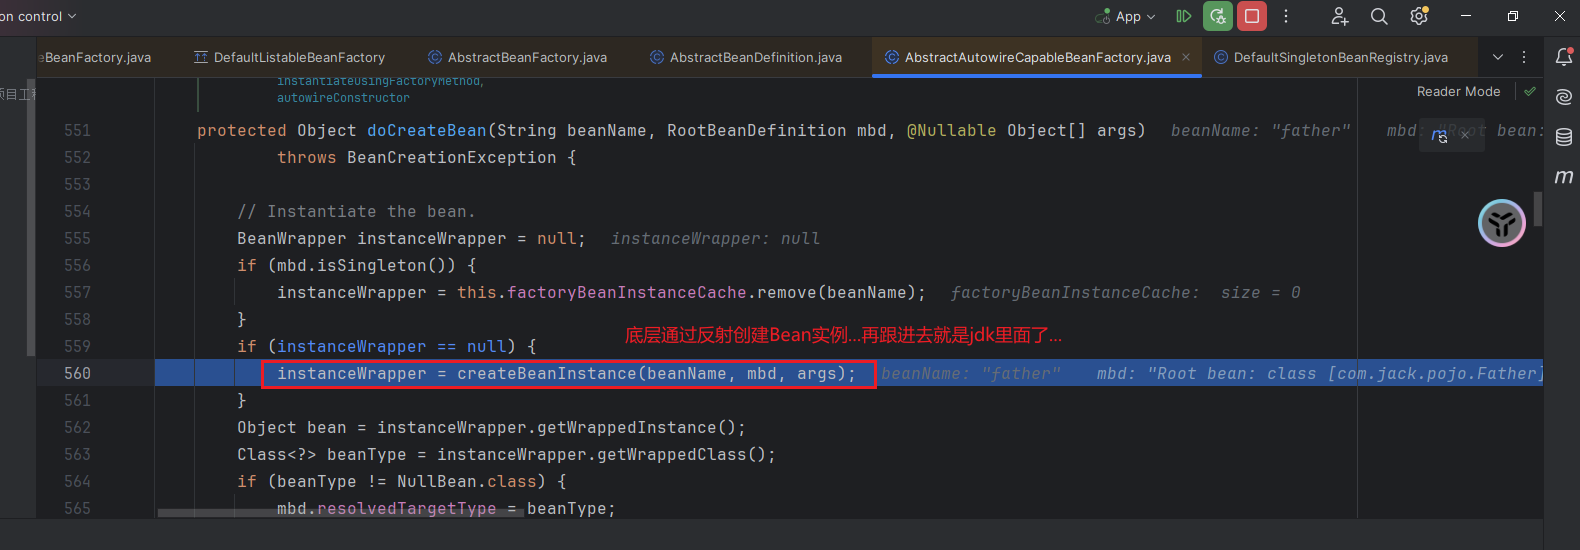 on control
App
eBeanFactory.java
DefaultListableBeanFactory
AbstractBeanFactory.java
AbstractBeanDefinition.java
AbstractAutowireCapableBeanFactory.java
DefaultSingletonBeanRegistry.java
项目工程
instantiateUsingFactoryMethod,
autowireConstructor
Reader Mode
551 protected Object doCreateBean(String beanName, RootBeanDefinition mbd, @Nullable Object[] args) beanName: "father" mbd: "Root bean:
552 throws BeanCreationException {
553
554 // Instantiate the bean.
555 BeanWrapper instanceWrapper = null; instanceWrapper: null
556 if (mbd.isSingleton()) {
557 instanceWrapper = this.factoryBeanInstanceCache.remove(beanName); factoryBeanInstanceCache: size = 0
558 }
底层通过反射创建Bean实例...再跟进去就是jdk里面了...
559 if (instanceWrapper == null) {
560 instanceWrapper = createBeanInstance(beanName, mbd, args); beanName: "father" mbd: "Root bean: class [com.jack.pojo.Father]
561 }
562 Object bean = instanceWrapper.getWrappedInstance();
563 Class<?> beanType = instanceWrapper.getWrappedClass();
564 if (beanType != NullBean.class) {
565 mbd.resolvedTargetType = beanType;